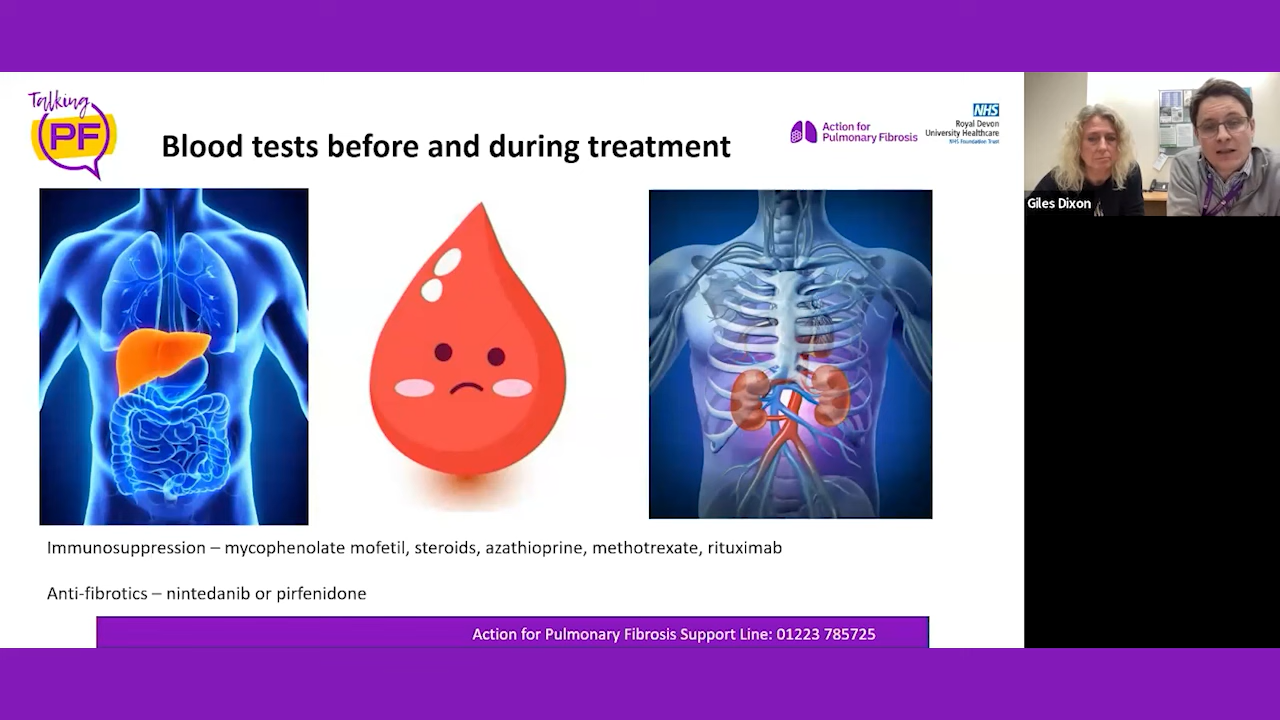 Talking
PF
Blood tests before and during treatment
Action for
Pulmonary Fibrosis
NHS
Royal Devon
University Healthcare
NHS Foundation Trust
Giles Dixon
Immunosuppression – mycophenolate mofetil, steroids, azathioprine, methotrexate, rituximab
Anti-fibrotics – nintedanib or pirfenidone
Action for Pulmonary Fibrosis Support Line: 01223 785725